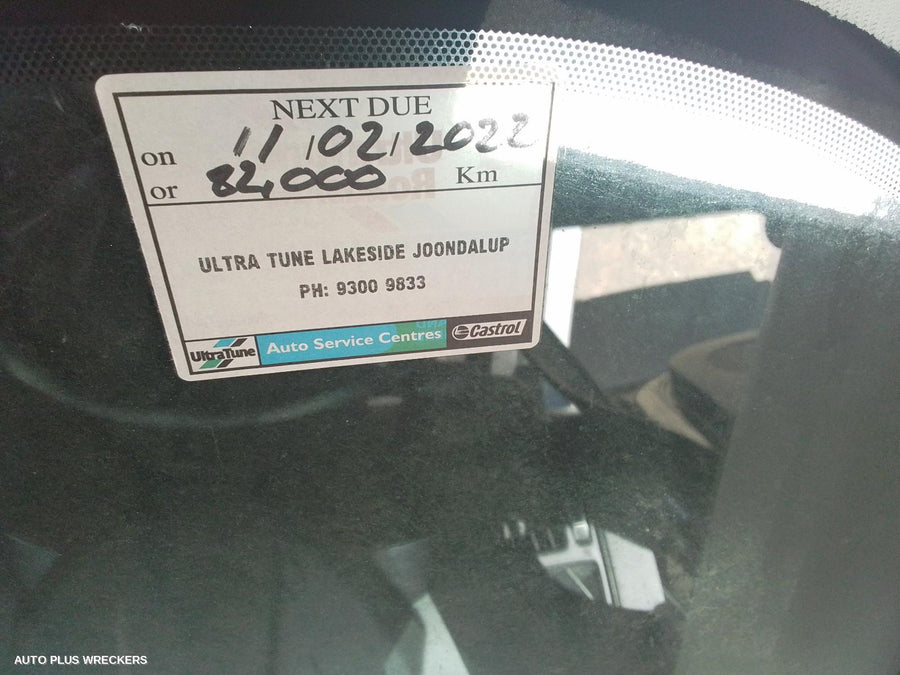 NEXT DUE
on 11/02/2022
or 82,000 Km
ULTRA TUNE LAKESIDE JOONDALUP
PH: 9300 9833
UltraTune Auto Service Centres Castrol
AUTO PLUS WRECKERS